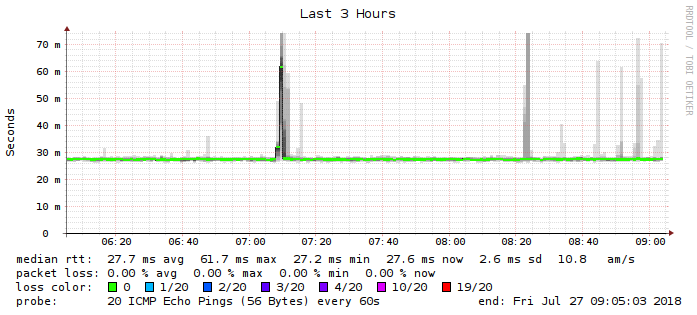 Last 3 Hours
RRDTOOL / TOBI OETIKER
Seconds
70 m
60 m
50 m
40 m
30 m
20 m
10 m
0
06:20 06:40 07:00 07:20 07:40 08:00 08:20 08:40 09:00
median rtt: 27.7 ms avg 61.7 ms max 27.2 ms min 27.6 ms now 2.6 ms sd 10.8 am/s
packet loss: 0.00 % avg 0.00 % max 0.00 % min 0.00 % now
loss color: 0 1/20 2/20 3/20 4/20 10/20 19/20
probe: 20 ICMP Echo Pings (56 Bytes) every 60s end: Fri Jul 27 09:05:03 2018